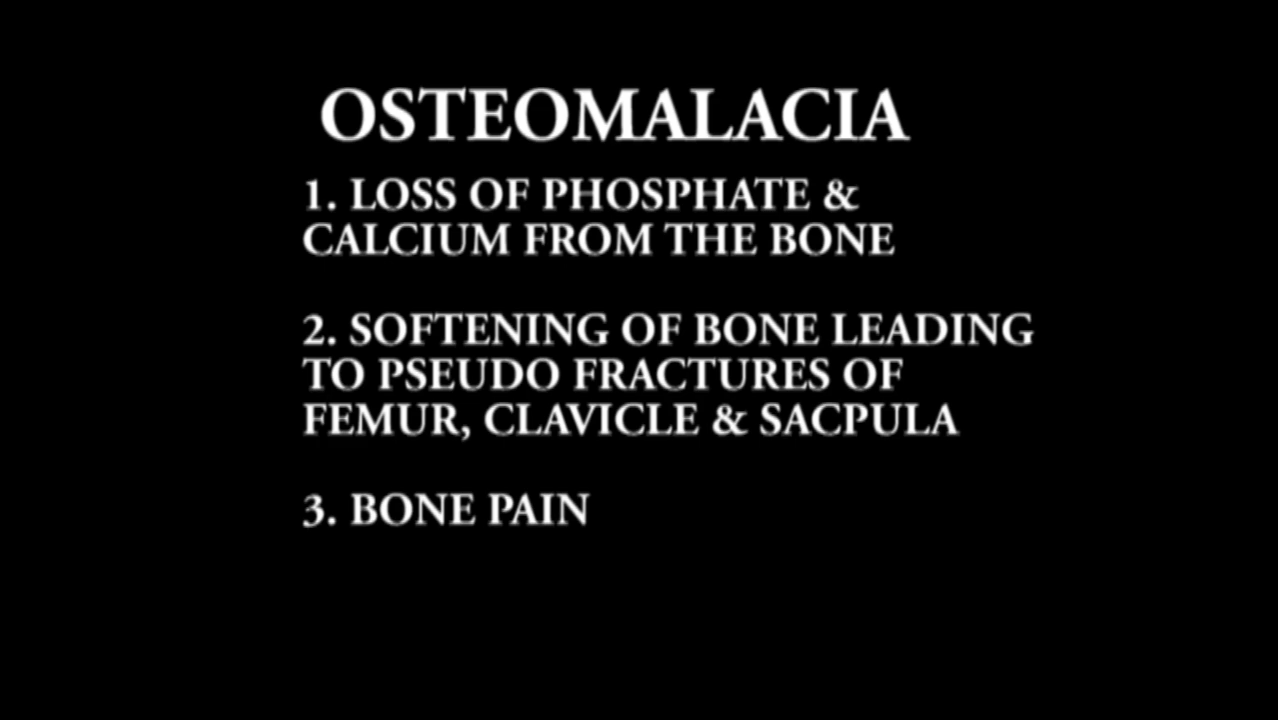 OSTEOMALACIA
1. LOSS OF PHOSPHATE &
CALCIUM FROM THE BONE
2. SOFTENING OF BONE LEADING
TO PSEUDO FRACTURES OF
FEMUR, CLAVICLE & SACPULA
3. BONE PAIN